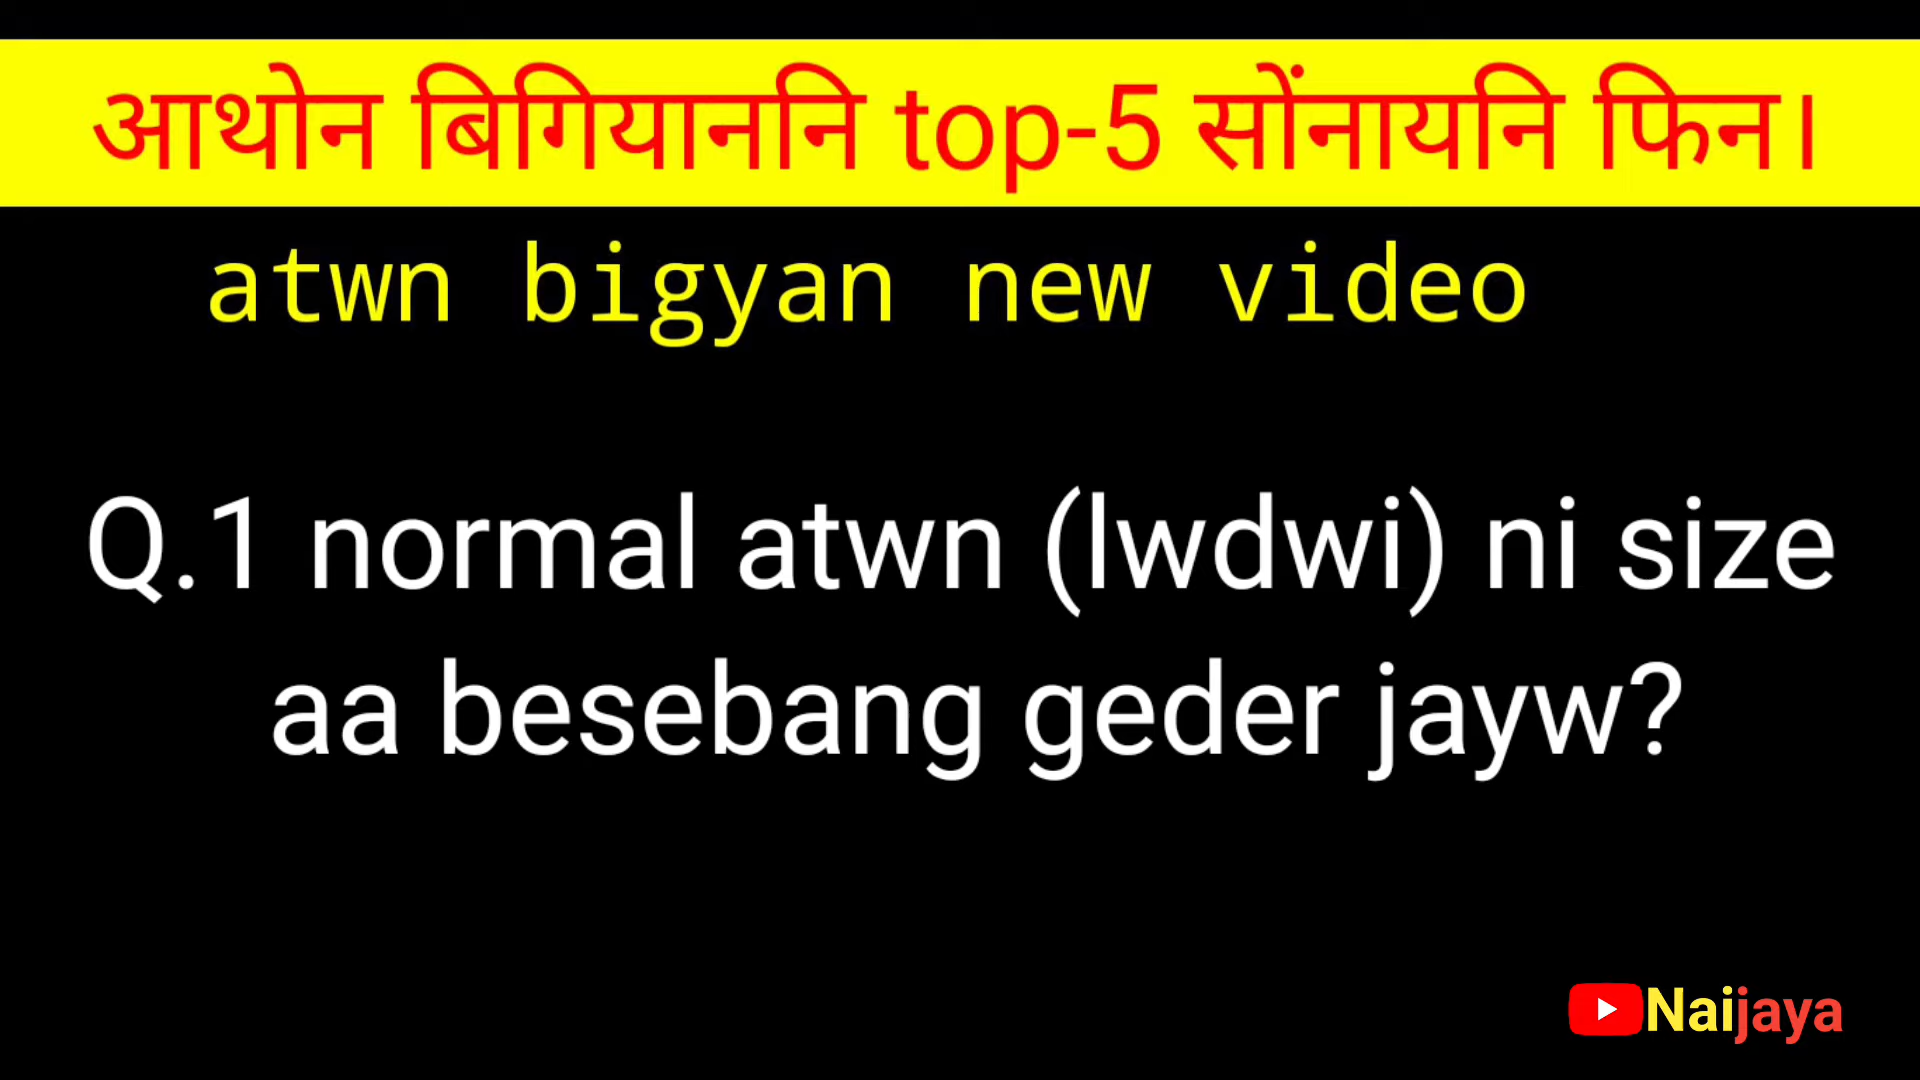 आथोन बिगियाननि top-5 सोंनायनि फिन।
atwn bigyan new video
Q.1 normal atwn (lwdwi) ni size
aa besebang geder jayw?
Naijaya